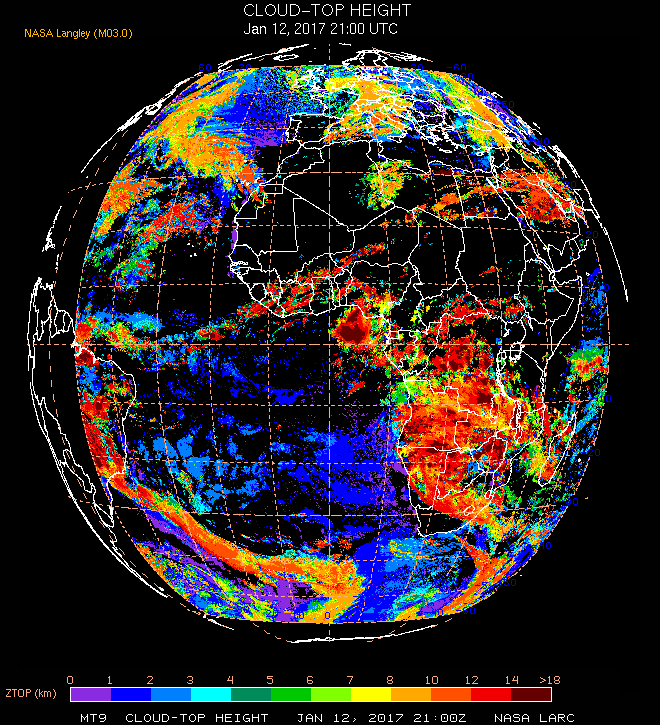 CLOUD-TOP HEIGHT
Jan 12, 2017 21:00 UTC
NASA Langley (M03.0)
0 1 2 3 4 5 6 7 8 10 12 14 >18
ZTOP (km)
MT9 CLOUD-TOP HEIGHT JAN 12, 2017 21:00Z NASA LARC